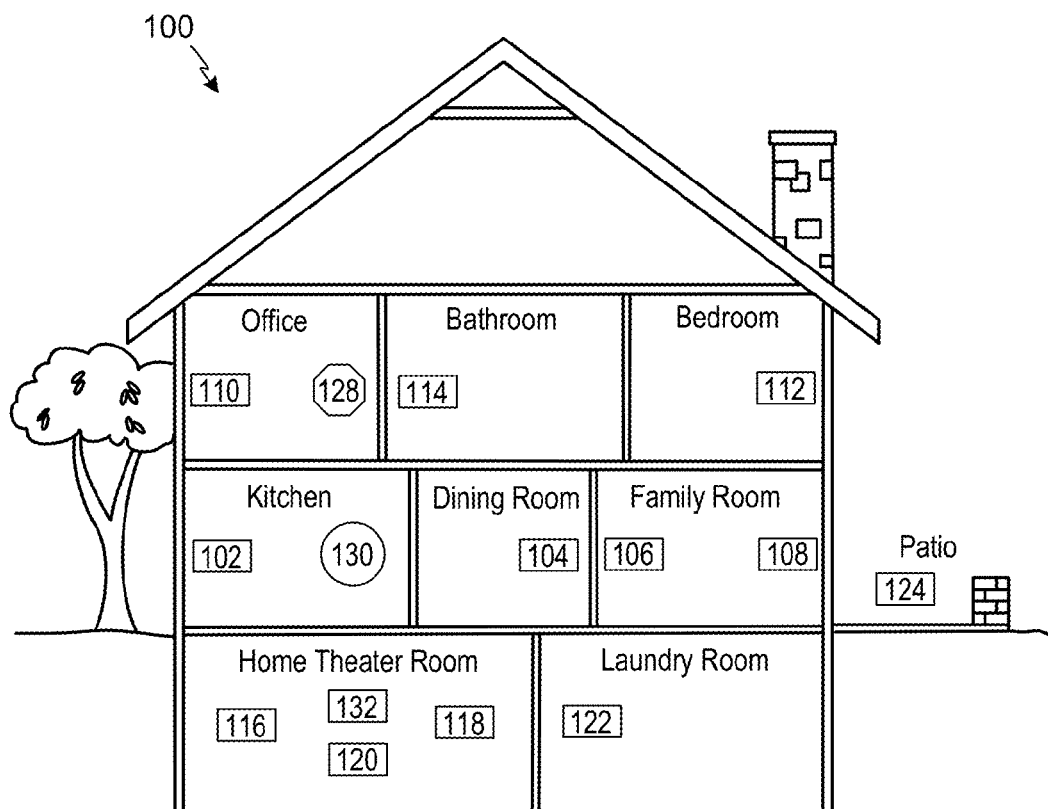 100
Office
Bathroom
Bedroom
110
128
114
112
Kitchen
Dining Room
Family Room
102
130
104
106
108
Patio
124
Home Theater Room
Laundry Room
116
132
118
122
120